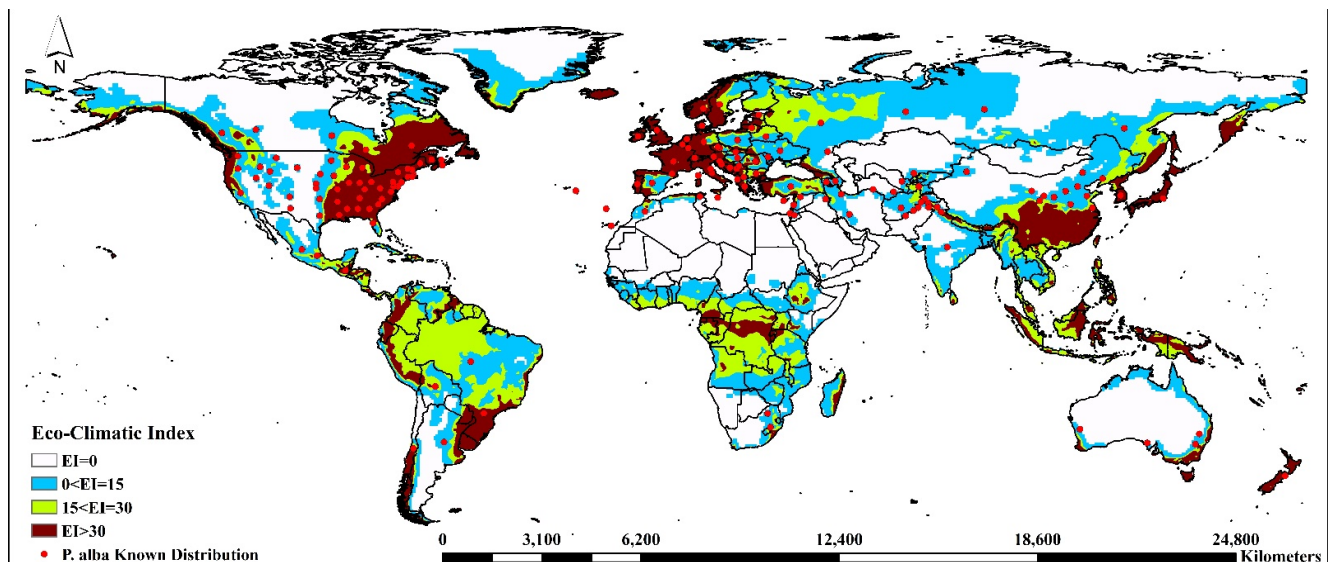 N
Eco-Climatic Index
EI=0
0<EI=15
15<EI=30
EI>30
P. alba Known Distribution
0 3,100 6,200 12,400 18,600 24,800
Kilometers